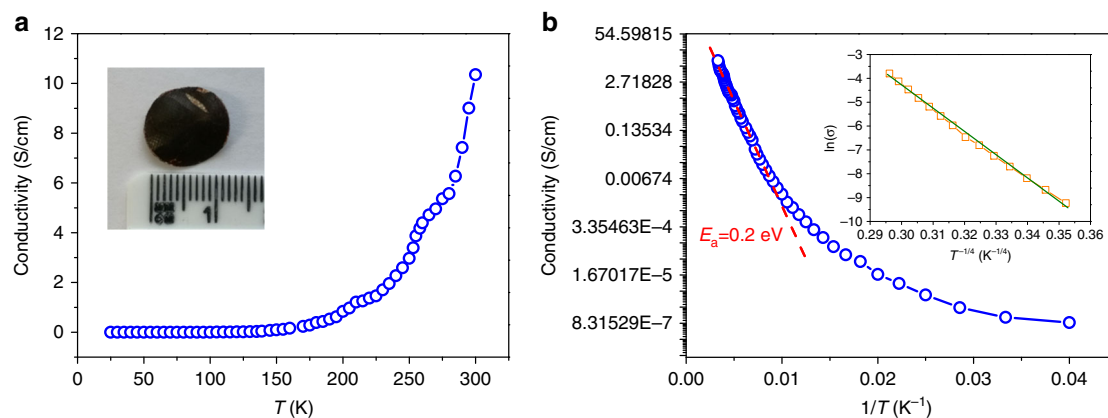 a
12
10
8
6
4
2
0
Conductivity (S/cm)
1
0 50 100 150 200 250 300
T (K)
b
54.59815
2.71828
0.13534
0.00674
3.35463E–4
1.67017E–5
8.31529E–7
Conductivity (S/cm)
Ea=0.2 eV
0.00 0.01 0.02 0.03 0.04
1/T (K–1)
–3
–4
–5
–6
–7
–8
–9
–10
ln(σ)
0.29 0.30 0.31 0.32 0.33 0.34 0.35 0.36
T–1/4 (K–1/4)